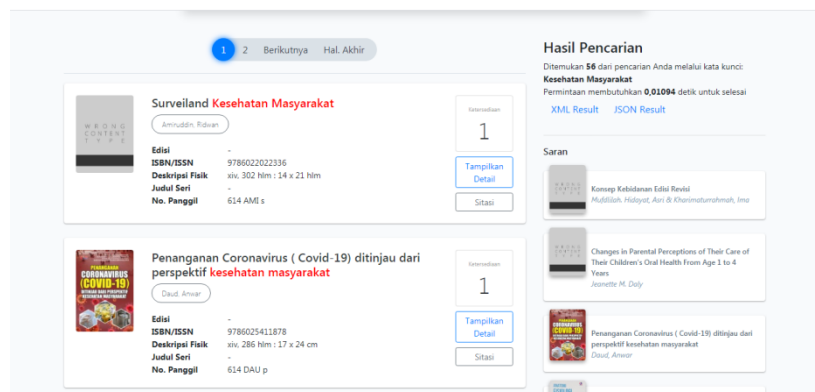 1 2 Berikutnya Hal. Akhir
Surveiland Kesehatan Masyarakat
Amiruddin, Ridwan
Edisi -
ISBN/ISSN 9786022022336
Deskripsi Fisik xiv, 302 hlm : 14 x 21 hlm
Judul Seri -
No. Panggil 614 AMI s
WRONG
CONTENT
TYPE
Ketersediaan
1
Tampilkan
Detail
Sitasi
Penanganan Coronavirus ( Covid-19) ditinjau dari
perspektif kesehatan masyarakat
Daud, Anwar
Edisi -
ISBN/ISSN 9786025411878
Deskripsi Fisik xiv, 286 hlm : 17 x 24 cm
Judul Seri -
No. Panggil 614 DAU p
PENANGANAN
CORONAVIRUS
(COVID-19)
Ketersediaan
1
Tampilkan
Detail
Sitasi
Hasil Pencarian
Ditemukan 56 dari pencarian Anda melalui kata kunci:
Kesehatan Masyarakat
Permintaan membutuhkan 0,01094 detik untuk selesai
XML Result JSON Result
Saran
Konsep Kebidanan Edisi Revisi
Mufdlilah, Hidayat, Asri & Kharimaturrahmah, Ima
Changes in Parental Perceptions of Their Care of
Their Children's Oral Health From Age 1 to 4
Years
Jeanette M. Daly
Penanganan Coronavirus ( Covid-19) ditinjau dari
perspektif kesehatan masyarakat
Daud, Anwar